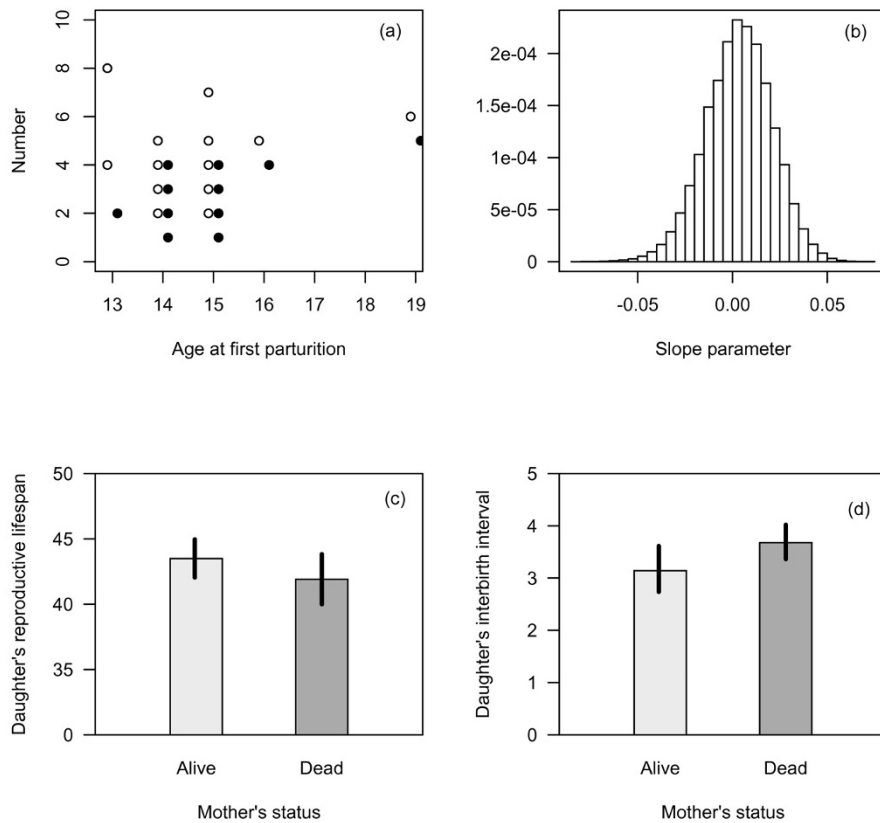 (a)
Number
10
8
6
4
2
0
13 14 15 16 17 18 19
Age at first parturition
(b)
2e-04
1.5e-04
1e-04
5e-05
0
-0.05 0.00 0.05
Slope parameter
(c)
Daughter's reproductive lifespan
50
45
40
35
0
Alive Dead
Mother's status
(d)
Daughter's interbirth interval
5
4
3
2
1
0
Alive Dead
Mother's status